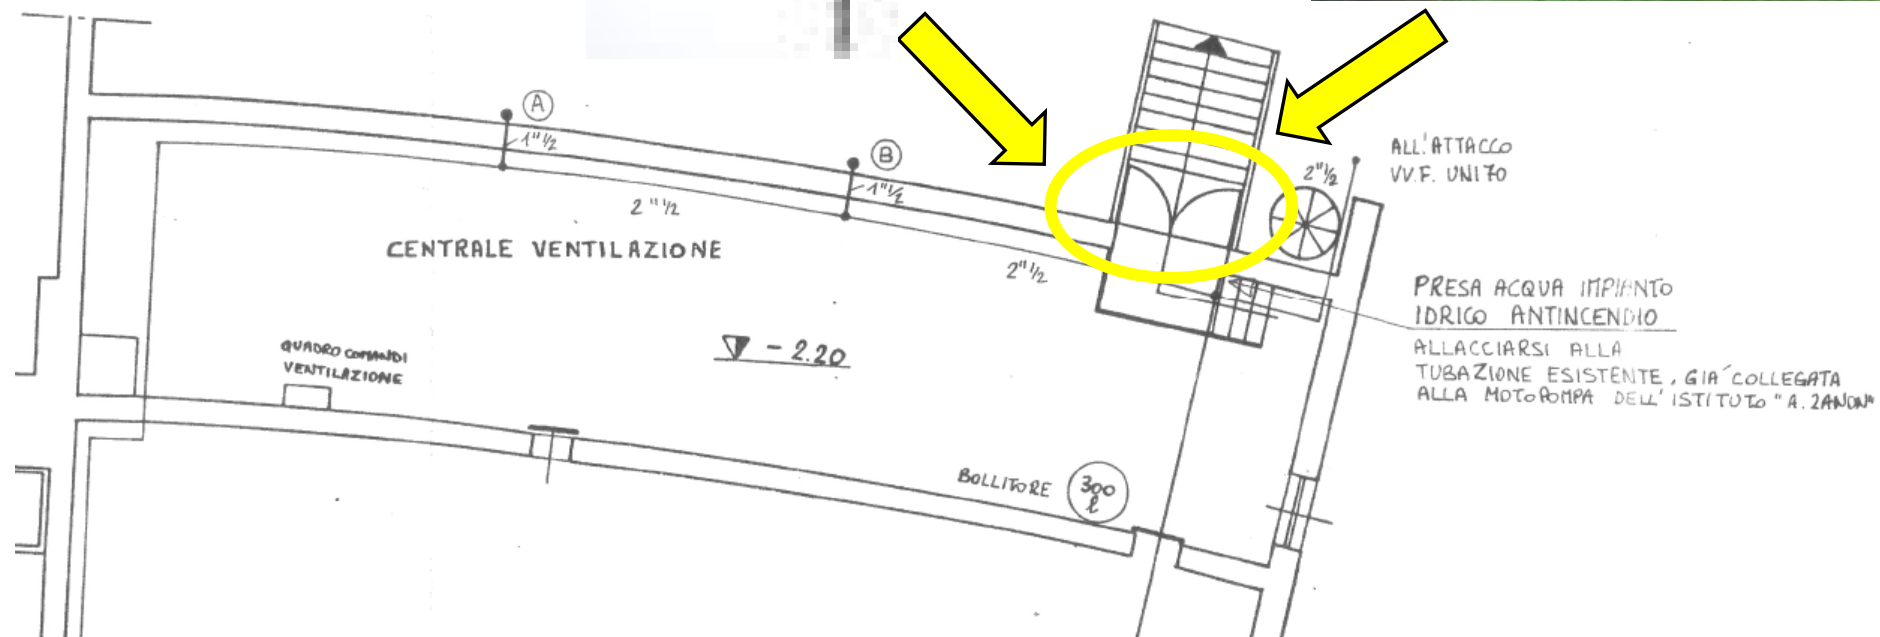 A
1"½
B
1"½
ALL'ATTACCO
VV.F. UNI70
2"½
2"½
CENTRALE VENTILAZIONE
2"½
PRESA ACQUA IMPIANTO
IDRICO ANTINCENDIO
ALLACCIARSI ALLA
TUBAZIONE ESISTENTE, GIA' COLLEGATA
ALLA MOTOPOMPA DELL'ISTITUTO "A. ZANON"
QUADRO COMANDI
VENTILAZIONE
- 2.20
BOLLITORE
300
l